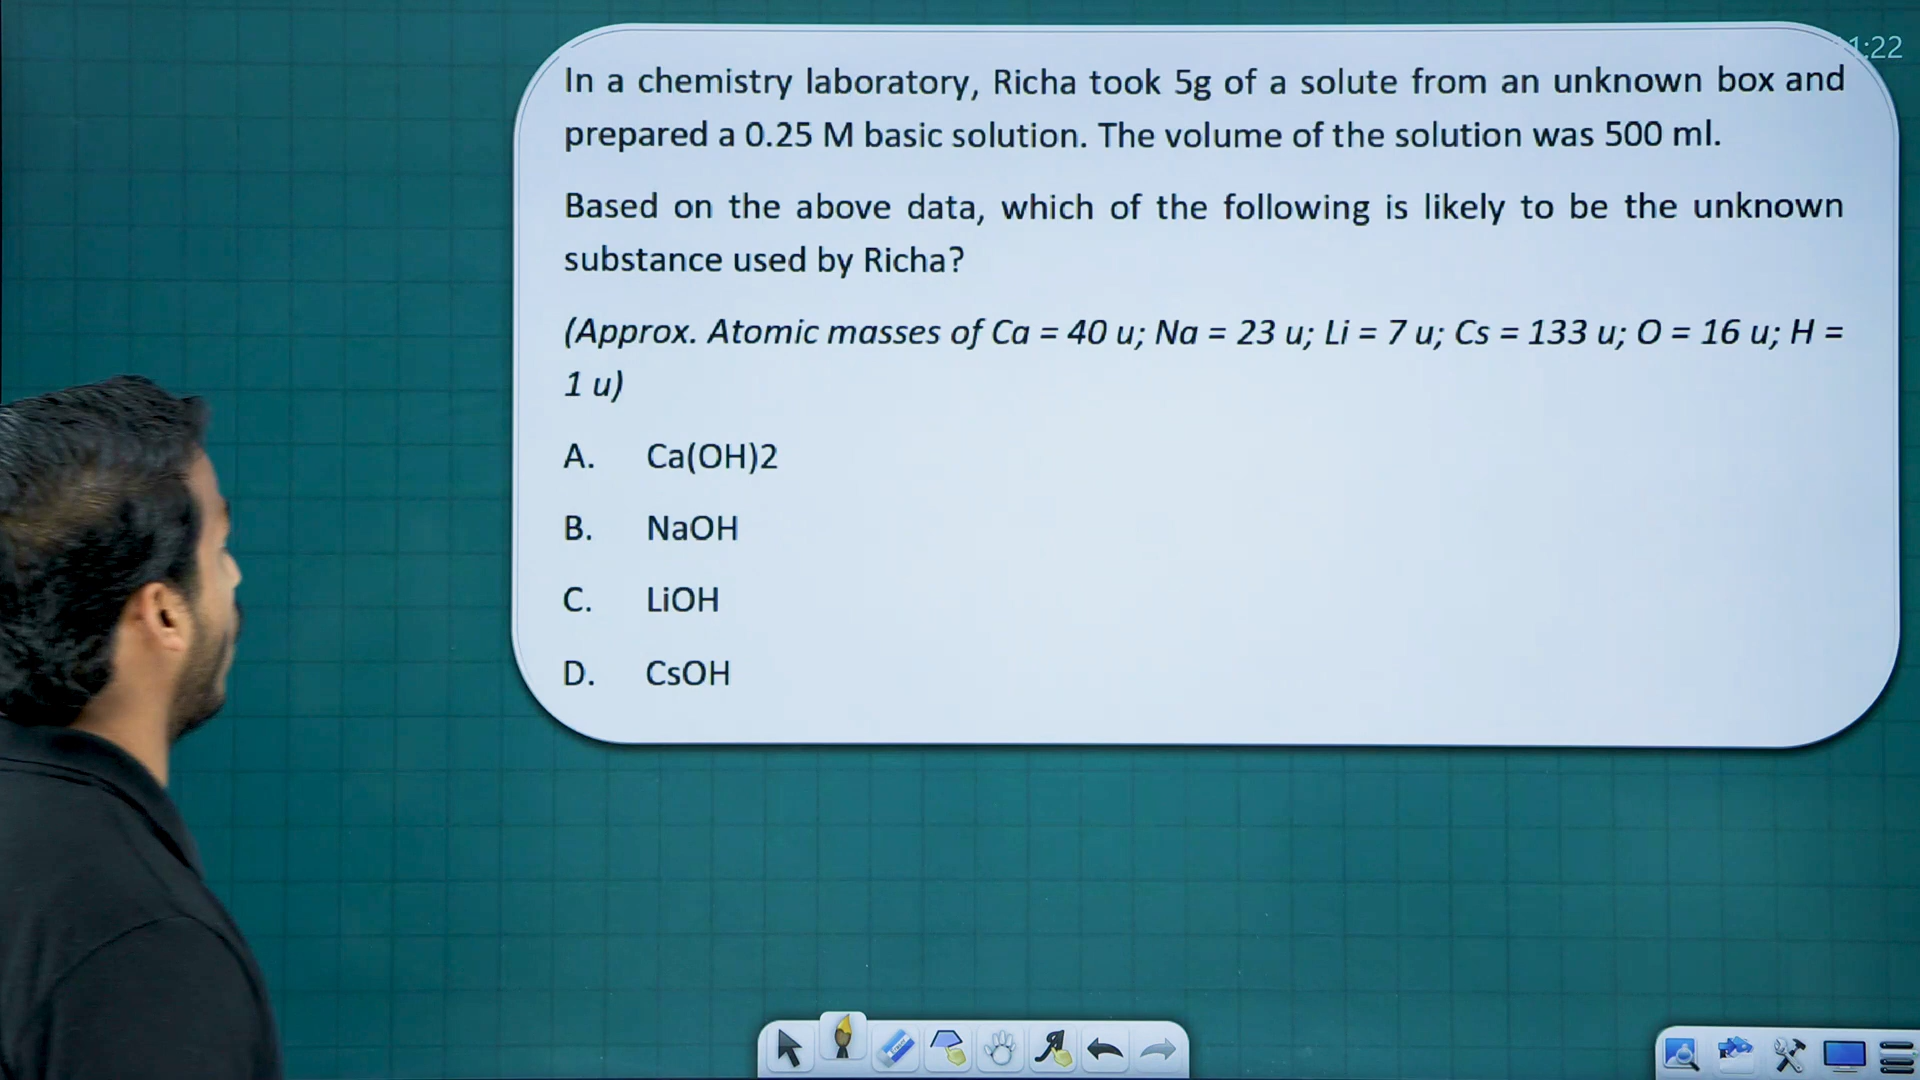 1:22
In a chemistry laboratory, Richa took 5g of a solute from an unknown box and
prepared a 0.25 M basic solution. The volume of the solution was 500 ml.
Based on the above data, which of the following is likely to be the unknown
substance used by Richa?
(Approx. Atomic masses of Ca = 40 u; Na = 23 u; Li = 7 u; Cs = 133 u; O = 16 u; H =
1 u)
A. Ca(OH)2
B. NaOH
C. LiOH
D. CsOH